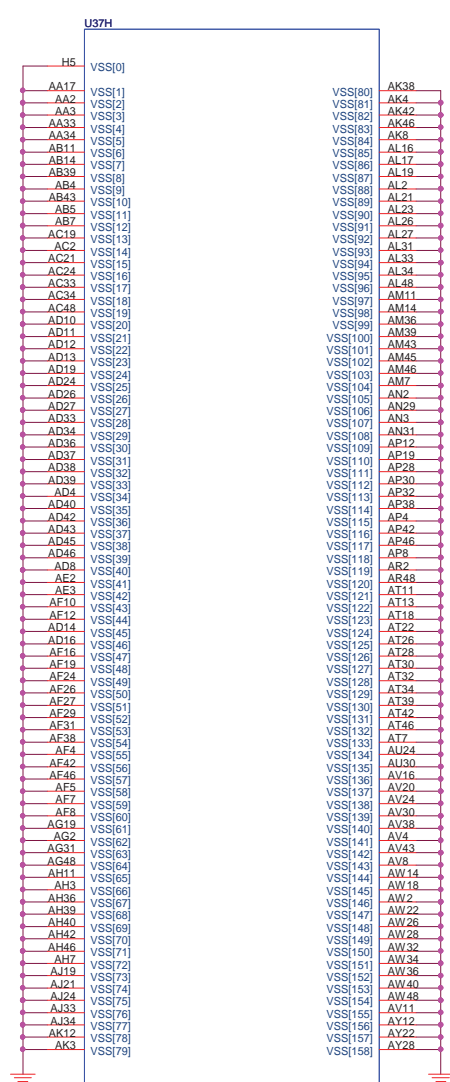 U37H
H5 VSS[0]
AA17 VSS[1]
AA2 VSS[2]
AA3 VSS[3]
AA33 VSS[4]
AA34 VSS[5]
AB11 VSS[6]
AB14 VSS[7]
AB39 VSS[8]
AB4 VSS[9]
AB43 VSS[10]
AB5 VSS[11]
AB7 VSS[12]
AC19 VSS[13]
AC2 VSS[14]
AC21 VSS[15]
AC24 VSS[16]
AC33 VSS[17]
AC34 VSS[18]
AC48 VSS[19]
AD10 VSS[20]
AD11 VSS[21]
AD12 VSS[22]
AD13 VSS[23]
AD19 VSS[24]
AD24 VSS[25]
AD26 VSS[26]
AD27 VSS[27]
AD33 VSS[28]
AD34 VSS[29]
AD36 VSS[30]
AD37 VSS[31]
AD38 VSS[32]
AD39 VSS[33]
AD4 VSS[34]
AD40 VSS[35]
AD42 VSS[36]
AD43 VSS[37]
AD45 VSS[38]
AD46 VSS[39]
AD8 VSS[40]
AE2 VSS[41]
AE3 VSS[42]
AF10 VSS[43]
AF12 VSS[44]
AD14 VSS[45]
AD16 VSS[46]
AF16 VSS[47]
AF19 VSS[48]
AF24 VSS[49]
AF26 VSS[50]
AF27 VSS[51]
AF29 VSS[52]
AF31 VSS[53]
AF38 VSS[54]
AF4 VSS[55]
AF42 VSS[56]
AF46 VSS[57]
AF5 VSS[58]
AF7 VSS[59]
AF8 VSS[60]
AG19 VSS[61]
AG2 VSS[62]
AG31 VSS[63]
AG48 VSS[64]
AH11 VSS[65]
AH3 VSS[66]
AH36 VSS[67]
AH39 VSS[68]
AH40 VSS[69]
AH42 VSS[70]
AH46 VSS[71]
AH7 VSS[72]
AJ19 VSS[73]
AJ21 VSS[74]
AJ24 VSS[75]
AJ33 VSS[76]
AJ34 VSS[77]
AK12 VSS[78]
AK3 VSS[79]
VSS[80] AK38
VSS[81] AK4
VSS[82] AK42
VSS[83] AK46
VSS[84] AK8
VSS[85] AL16
VSS[86] AL17
VSS[87] AL19
VSS[88] AL2
VSS[89] AL21
VSS[90] AL23
VSS[91] AL26
VSS[92] AL27
VSS[93] AL31
VSS[94] AL33
VSS[95] AL34
VSS[96] AL48
VSS[97] AM11
VSS[98] AM14
VSS[99] AM36
VSS[100] AM39
VSS[101] AM43
VSS[102] AM45
VSS[103] AM46
VSS[104] AM7
VSS[105] AN2
VSS[106] AN29
VSS[107] AN3
VSS[108] AN31
VSS[109] AP12
VSS[110] AP19
VSS[111] AP28
VSS[112] AP30
VSS[113] AP32
VSS[114] AP38
VSS[115] AP4
VSS[116] AP42
VSS[117] AP46
VSS[118] AP8
VSS[119] AR2
VSS[120] AR48
VSS[121] AT11
VSS[122] AT13
VSS[123] AT18
VSS[124] AT22
VSS[125] AT26
VSS[126] AT28
VSS[127] AT30
VSS[128] AT32
VSS[129] AT34
VSS[130] AT39
VSS[131] AT42
VSS[132] AT46
VSS[133] AT7
VSS[134] AU24
VSS[135] AU30
VSS[136] AV16
VSS[137] AV20
VSS[138] AV24
VSS[139] AV30
VSS[140] AV38
VSS[141] AV4
VSS[142] AV43
VSS[143] AV8
VSS[144] AW14
VSS[145] AW18
VSS[146] AW2
VSS[147] AW22
VSS[148] AW26
VSS[149] AW28
VSS[150] AW32
VSS[151] AW34
VSS[152] AW36
VSS[153] AW40
VSS[154] AW48
VSS[155] AV11
VSS[156] AY12
VSS[157] AY22
VSS[158] AY28